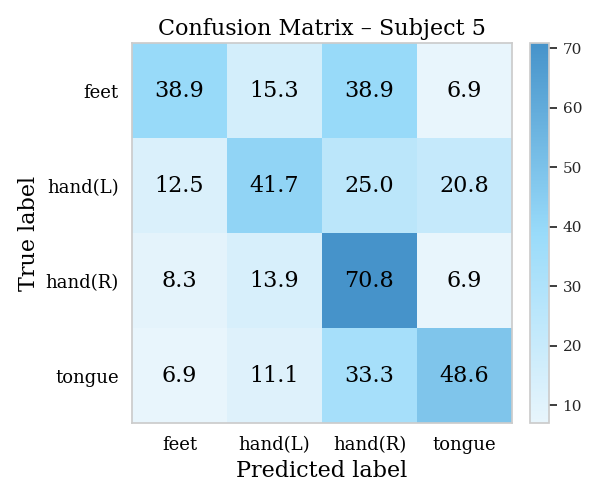 Confusion Matrix – Subject 5
True label
feet 38.9 15.3 38.9 6.9
hand(L) 12.5 41.7 25.0 20.8
hand(R) 8.3 13.9 70.8 6.9
tongue 6.9 11.1 33.3 48.6
feet hand(L) hand(R) tongue
Predicted label
70
60
50
40
30
20
10